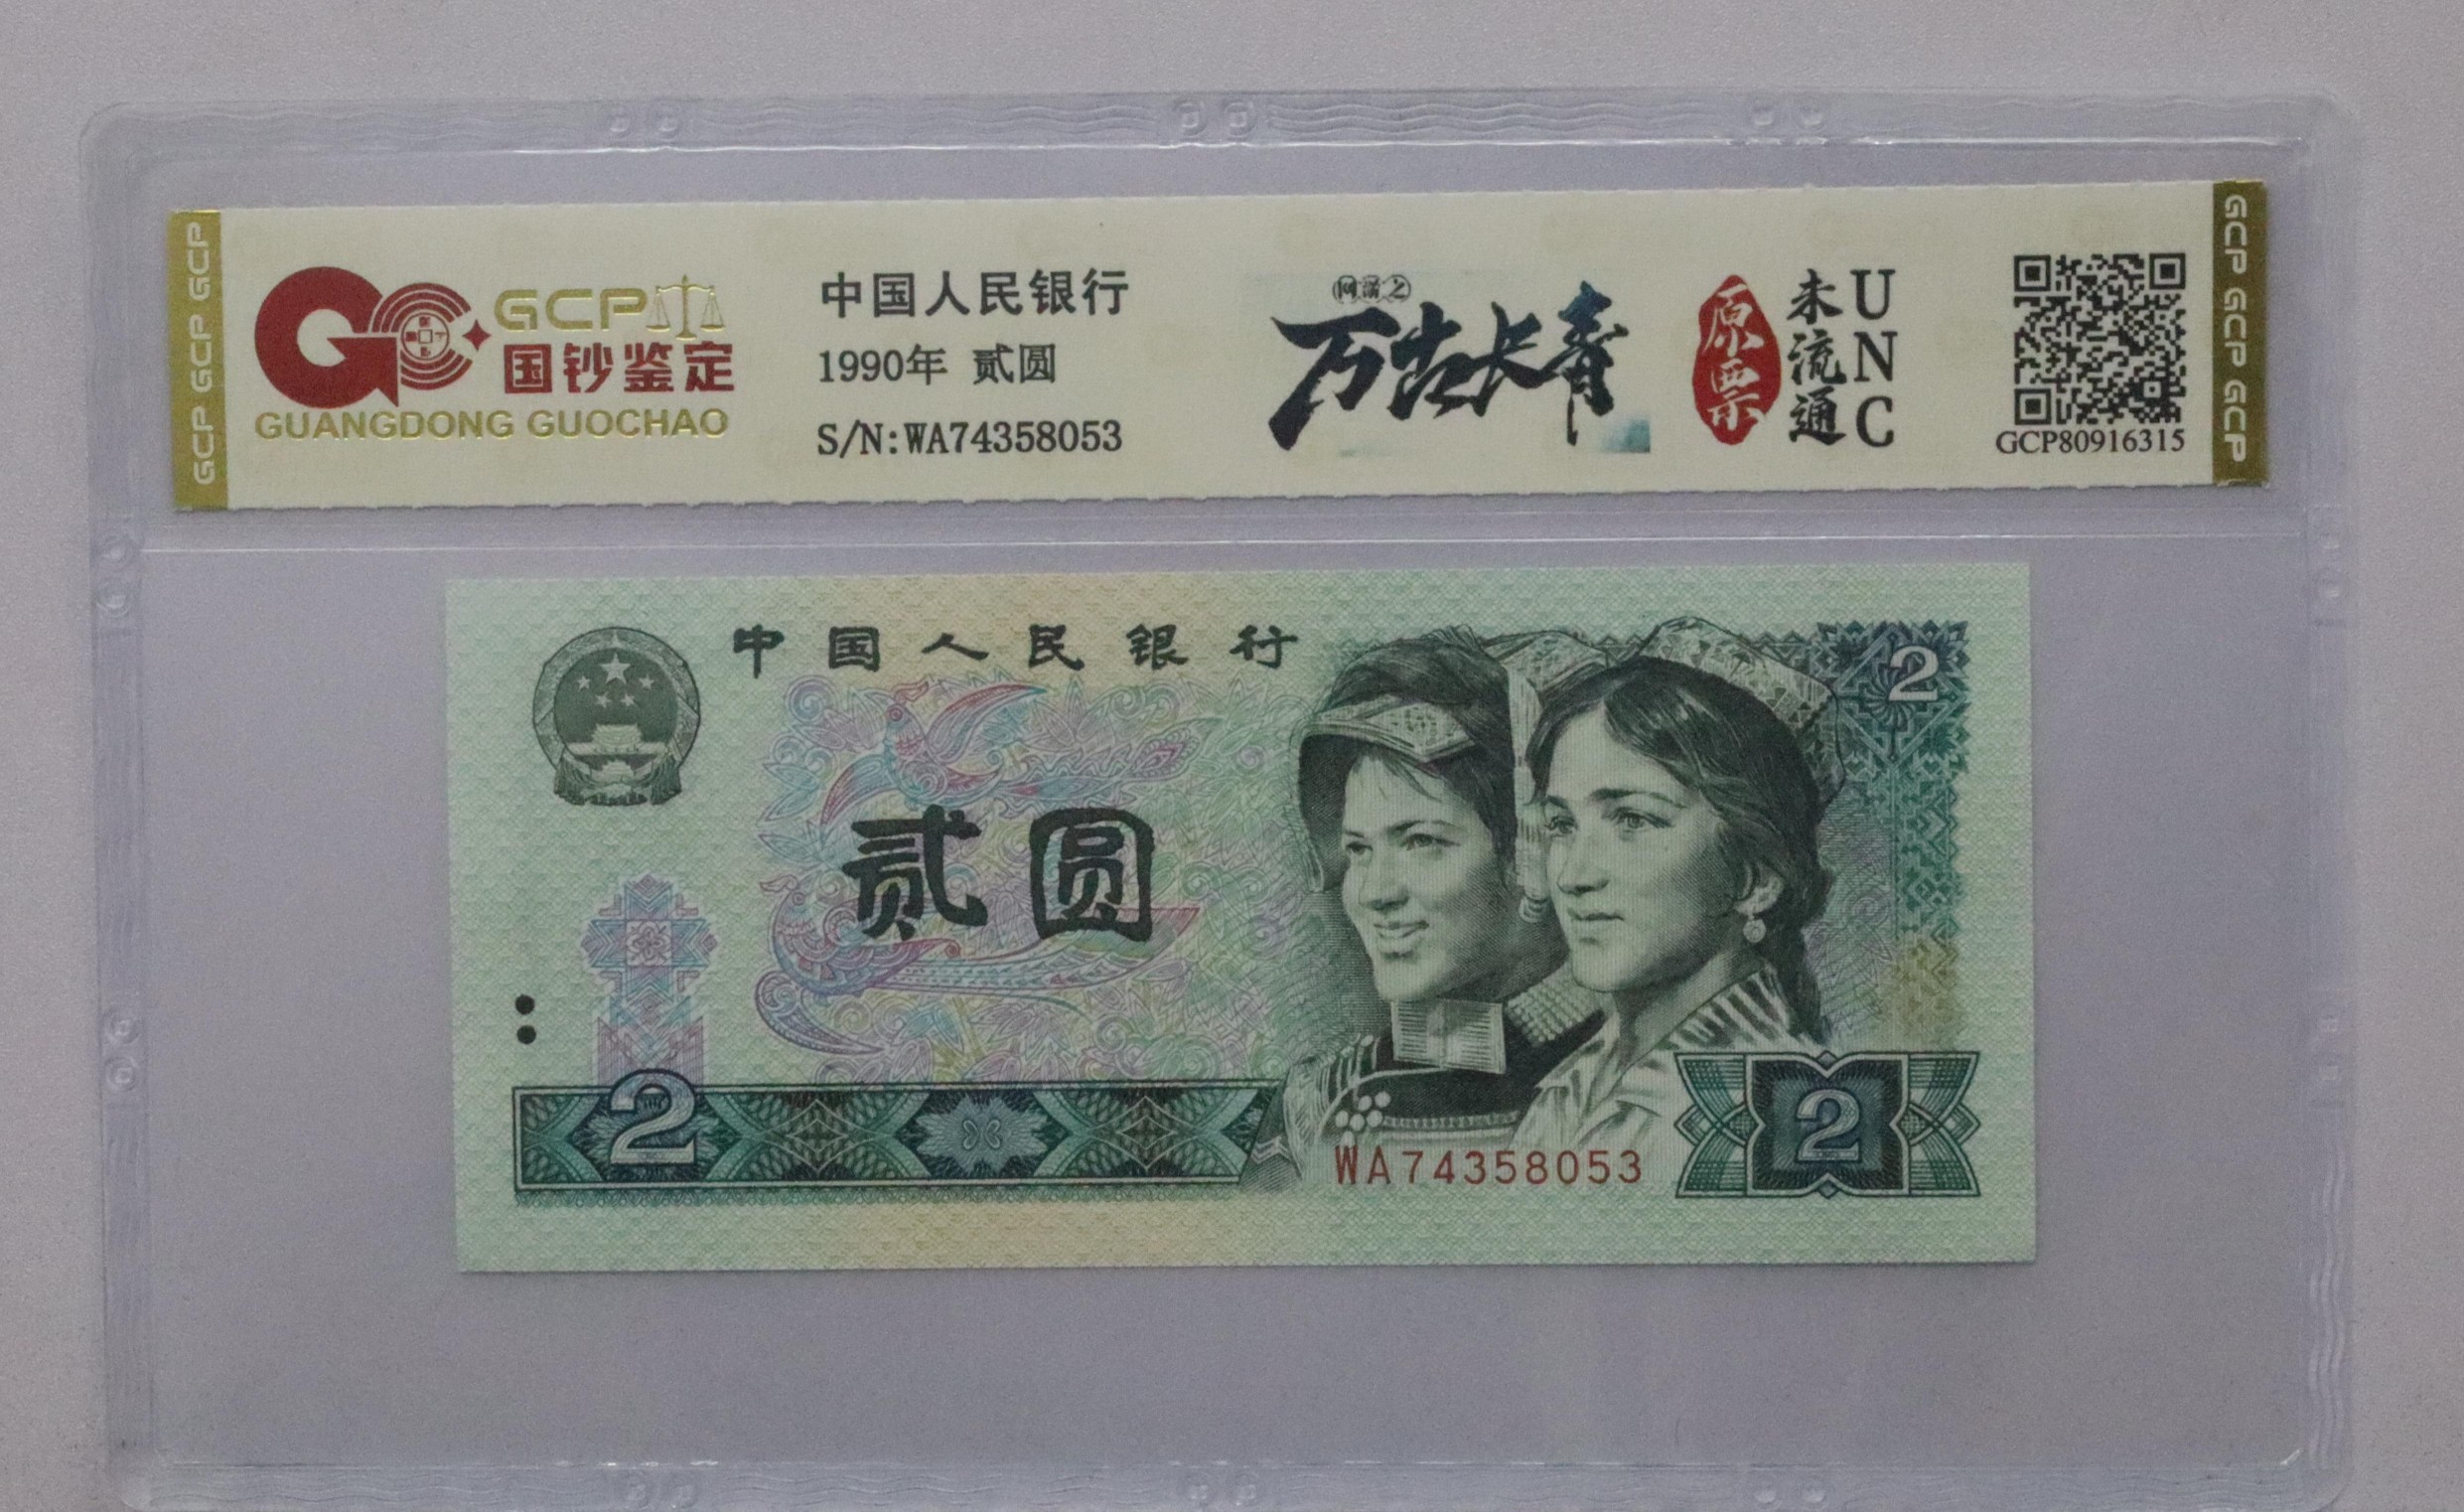 GCP GCP GCP
GCP
国钞鉴定
GUANGDONG GUOCHAO
中国人民银行
1990年 贰圆
S/N:WA74358053
万古长青
原票
未流通
UNC
GCP80916315
GCP GCP GCP
中国人民银行
2
贰圆
2
WA74358053
2